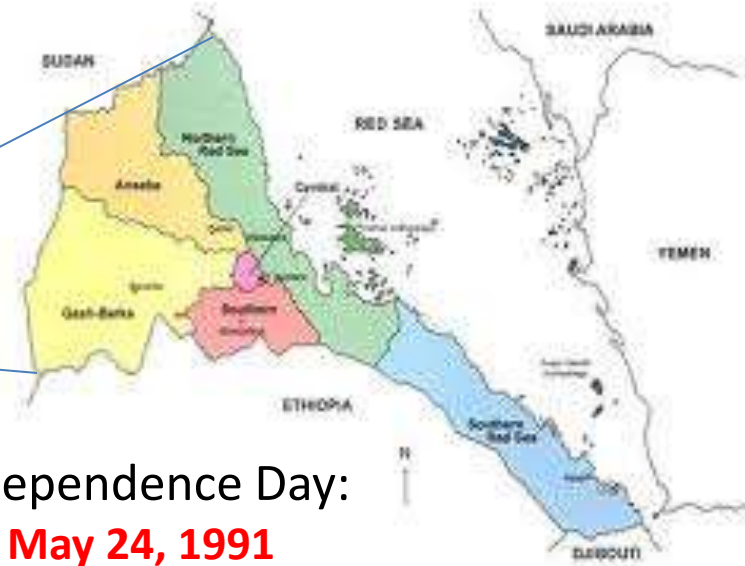 SAUDI ARABIA
SUDAN
RED SEA
Northern
Red Sea
Anseba
Central
YEMEN
Gash-Barka
Southern
ETHIOPIA
Southern
Red Sea
N
ependence Day:
May 24, 1991
DJIBOUTI